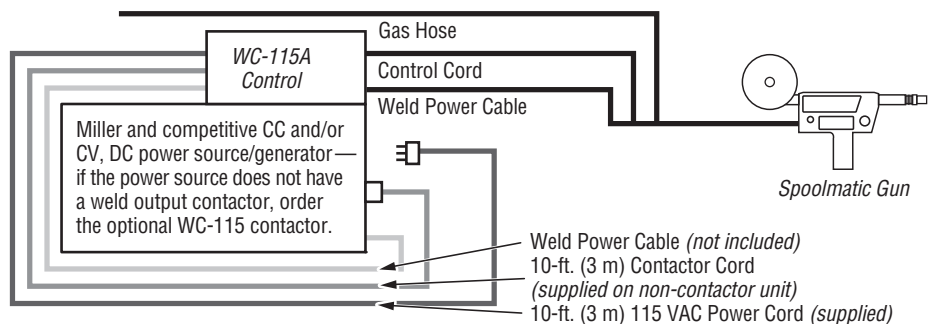 Gas Hose
WC-115A
Control
Control Cord
Weld Power Cable
Miller and competitive CC and/or
CV, DC power source/generator—
if the power source does not have
a weld output contactor, order
the optional WC-115 contactor.
Spoolmatic Gun
Weld Power Cable (not included)
10-ft. (3 m) Contactor Cord
(supplied on non-contactor unit)
10-ft. (3 m) 115 VAC Power Cord (supplied)